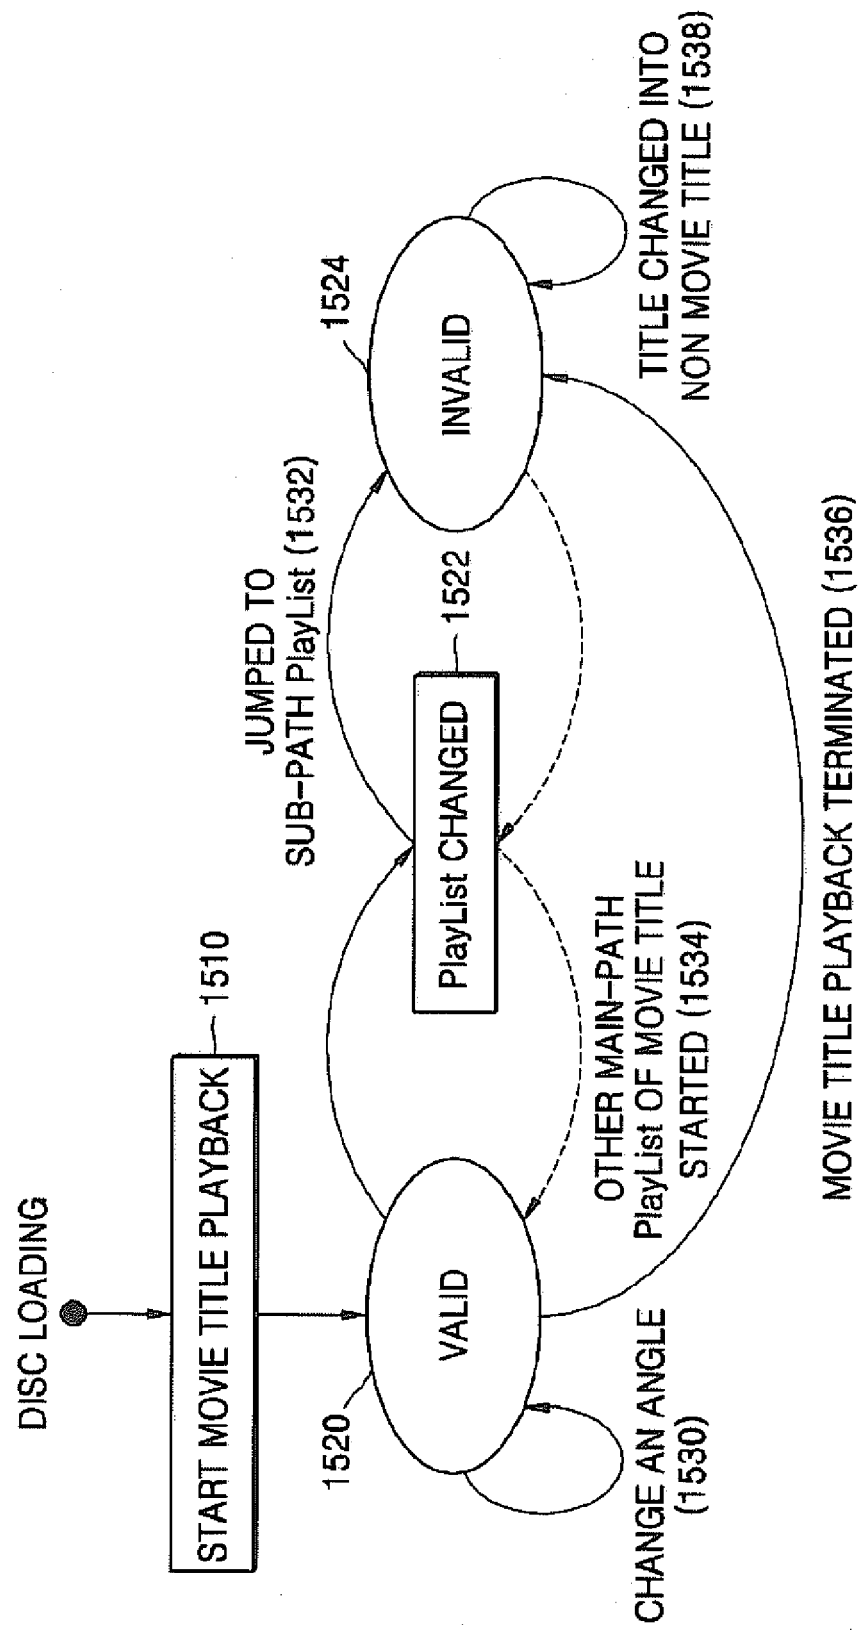 DISC LOADING
START MOVIE TITLE PLAYBACK
1510
1520
VALID
CHANGE AN ANGLE
(1530)
JUMPED TO
SUB-PATH PlayList (1532)
PlayList CHANGED
1522
OTHER MAIN-PATH
PlayList OF MOVIE TITLE
STARTED (1534)
1524
INVALID
TITLE CHANGED INTO
NON MOVIE TITLE (1538)
MOVIE TITLE PLAYBACK TERMINATED (1536)